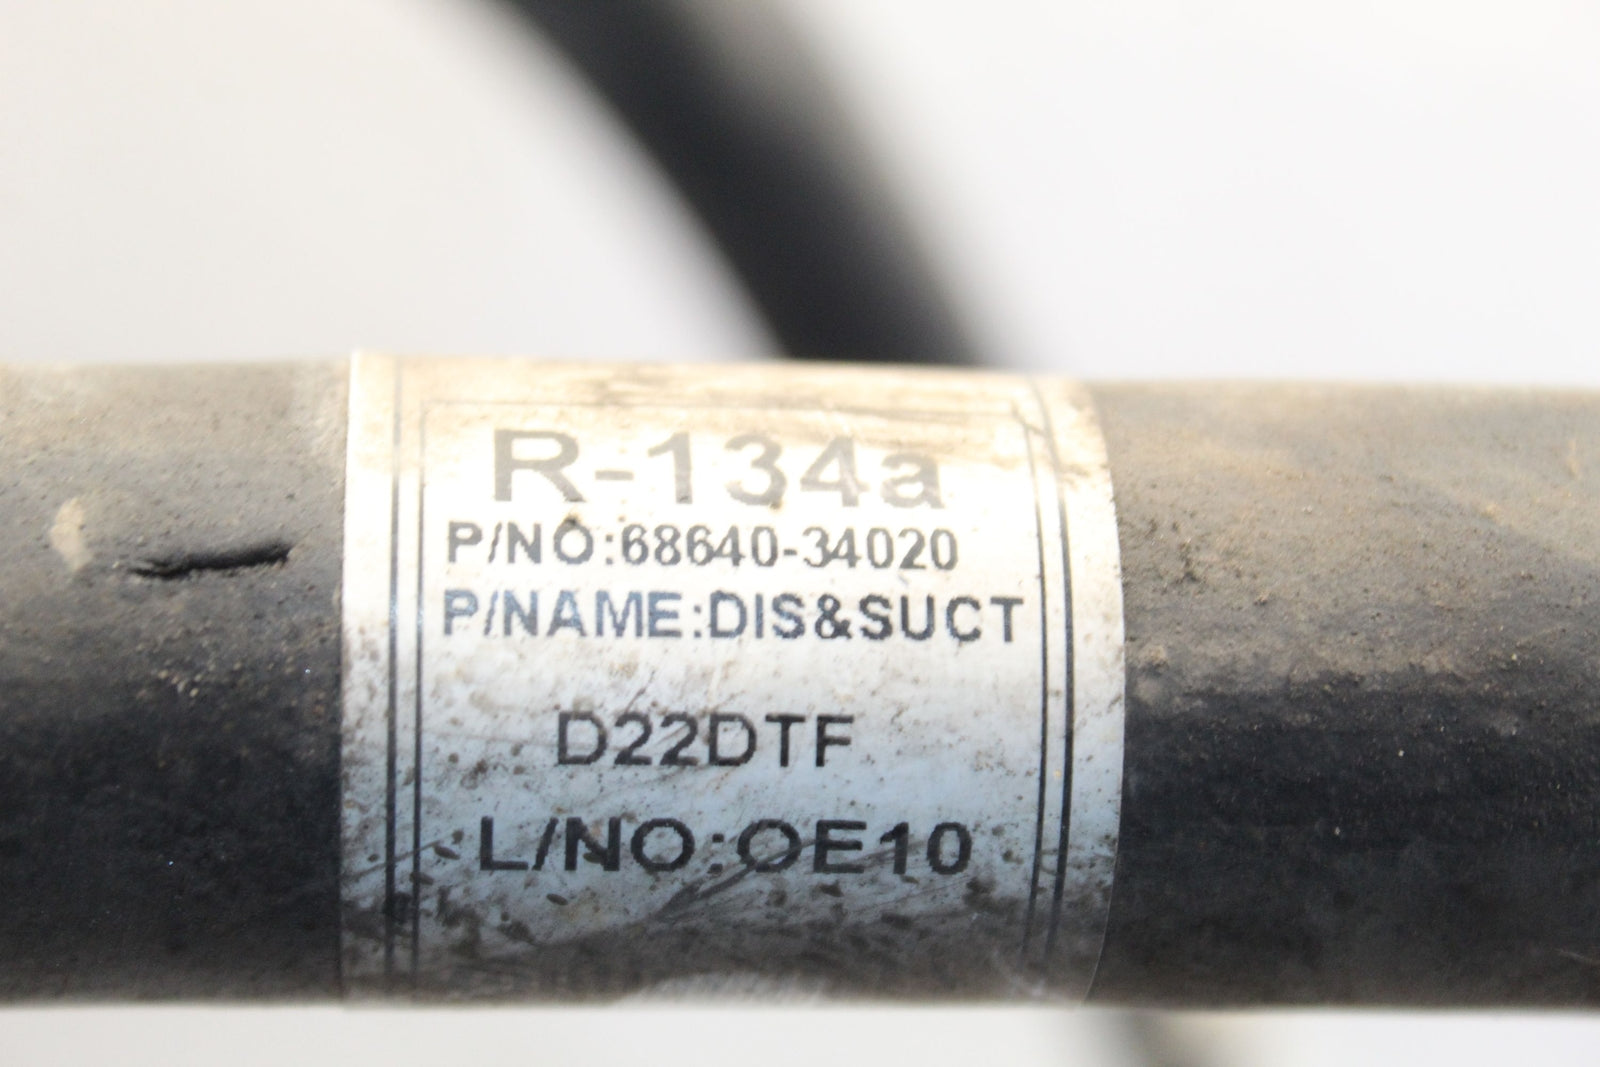 R-134a
P/NO:68640-34020
P/NAME:DIS&SUCT
D22DTF
L/NO:OE10